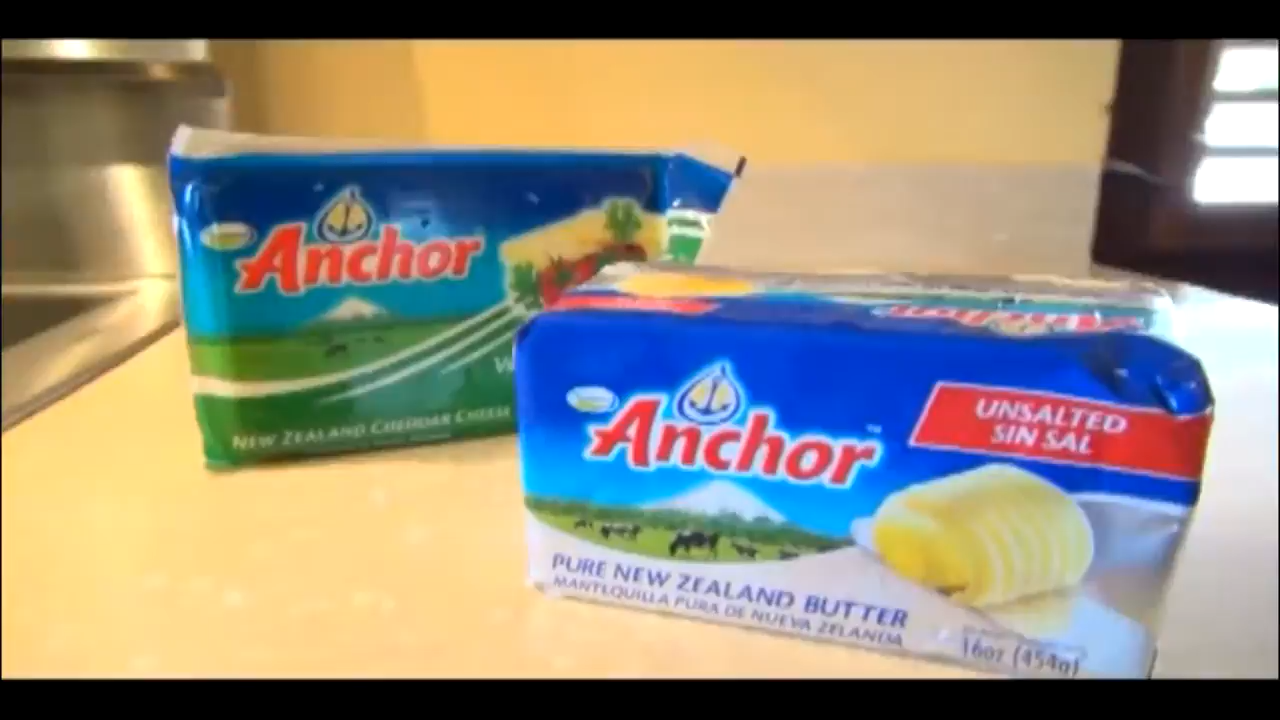 Anchor
NEW ZEALAND CHEDDAR CHEESE
Anchor™
UNSALTED
SIN SAL
PURE NEW ZEALAND BUTTER
MANTEQUILLA PURA DE NUEVA ZELANDA
16oz (454g)